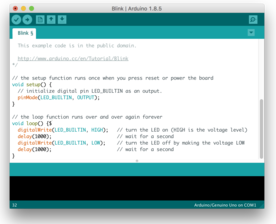 Blink | Arduino 1.8.5
Blink §
This example code is in the public domain.
http://www.arduino.cc/en/Tutorial/Blink
*/
// the setup function runs once when you press reset or power the board
void setup() {
// initialize digital pin LED_BUILTIN as an output.
pinMode(LED_BUILTIN, OUTPUT);
}
// the loop function runs over and over again forever
void loop() {$
digitalWrite(LED_BUILTIN, HIGH); // turn the LED on (HIGH is the voltage level)
delay(1000); // wait for a second
digitalWrite(LED_BUILTIN, LOW); // turn the LED off by making the voltage LOW
delay(1000); // wait for a second
}
32
Arduino/Genuino Uno on COM1